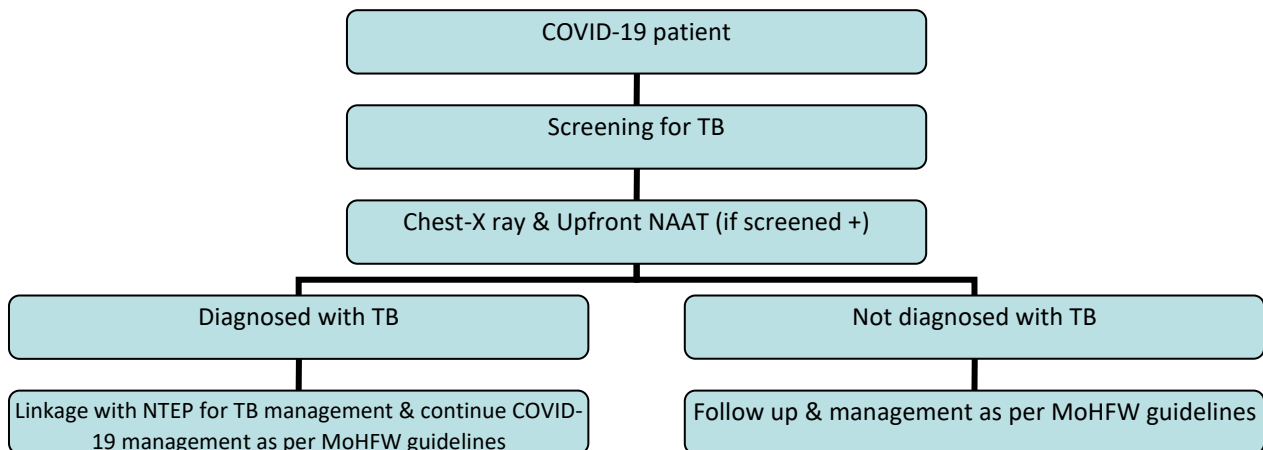 COVID-19 patient
Screening for TB
Chest-X ray & Upfront NAAT (if screened +)
Diagnosed with TB
Not diagnosed with TB
Linkage with NTEP for TB management & continue COVID-
19 management as per MoHFW guidelines
Follow up & management as per MoHFW guidelines